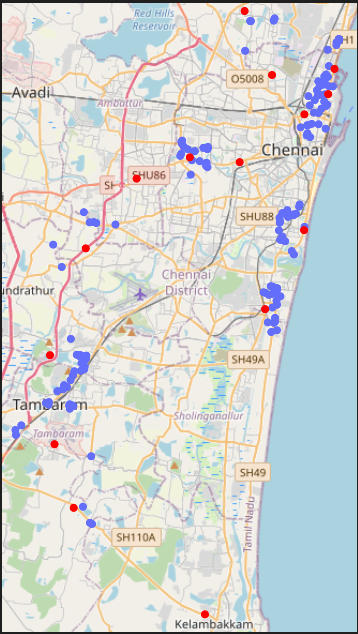 Red Hills
Reservoir
H1
O5008
Avadi
Ambattur
Chennai
SH
SHU86
SHU88
Chennai
District
undrathur
SH49A
Tambaram
Sholinganallur
Tambaram
SH49
Tamil Nadu
SH110A
Kelambakkam